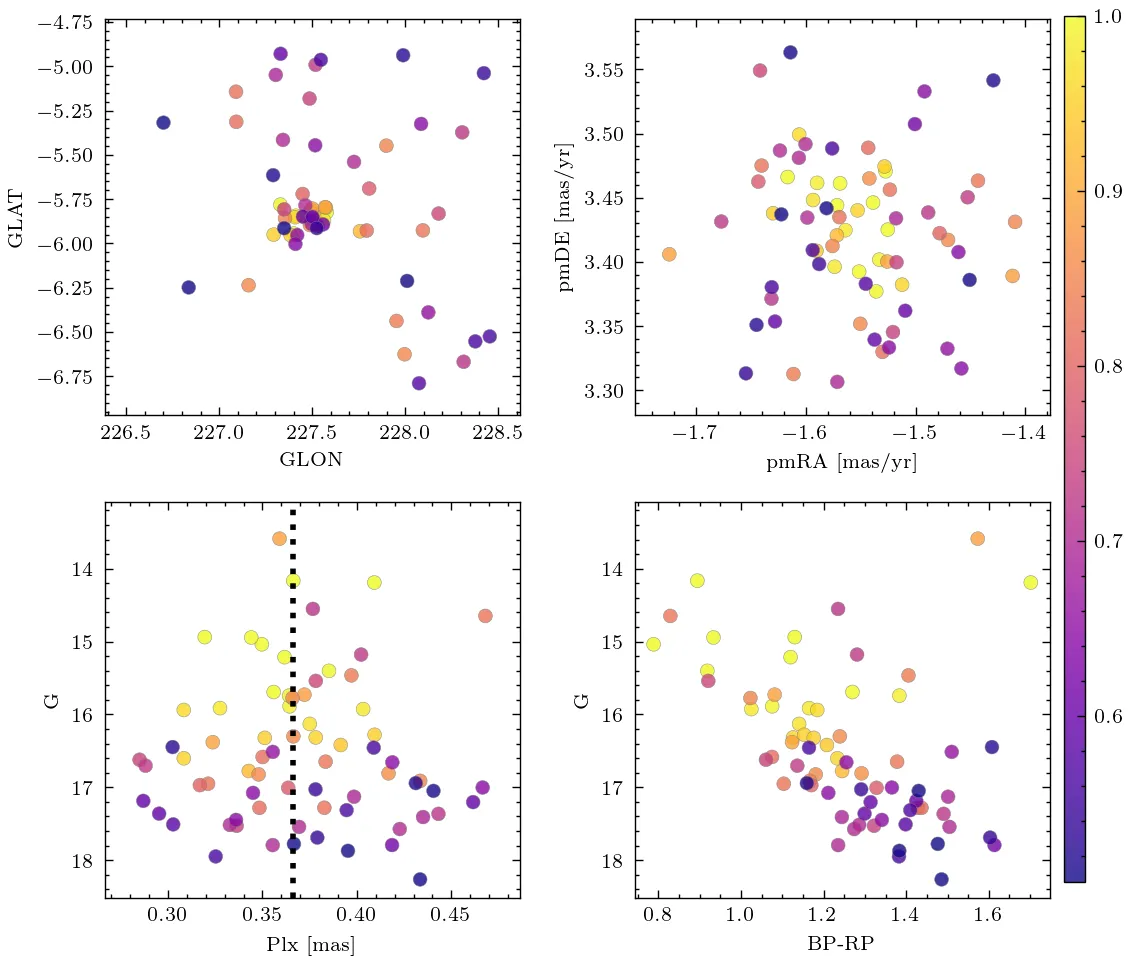 −4.75
−5.00
−5.25
−5.50
−5.75
−6.00
−6.25
−6.50
−6.75
GLAT
226.5 227.0 227.5 228.0 228.5
GLON
3.55
3.50
3.45
3.40
3.35
3.30
pmDE [mas/yr]
−1.7 −1.6 −1.5 −1.4
pmRA [mas/yr]
1.0
0.9
0.8
0.7
0.6
14
15
16
17
18
G
0.30 0.35 0.40 0.45
Plx [mas]
14
15
16
17
18
G
0.8 1.0 1.2 1.4 1.6
BP-RP